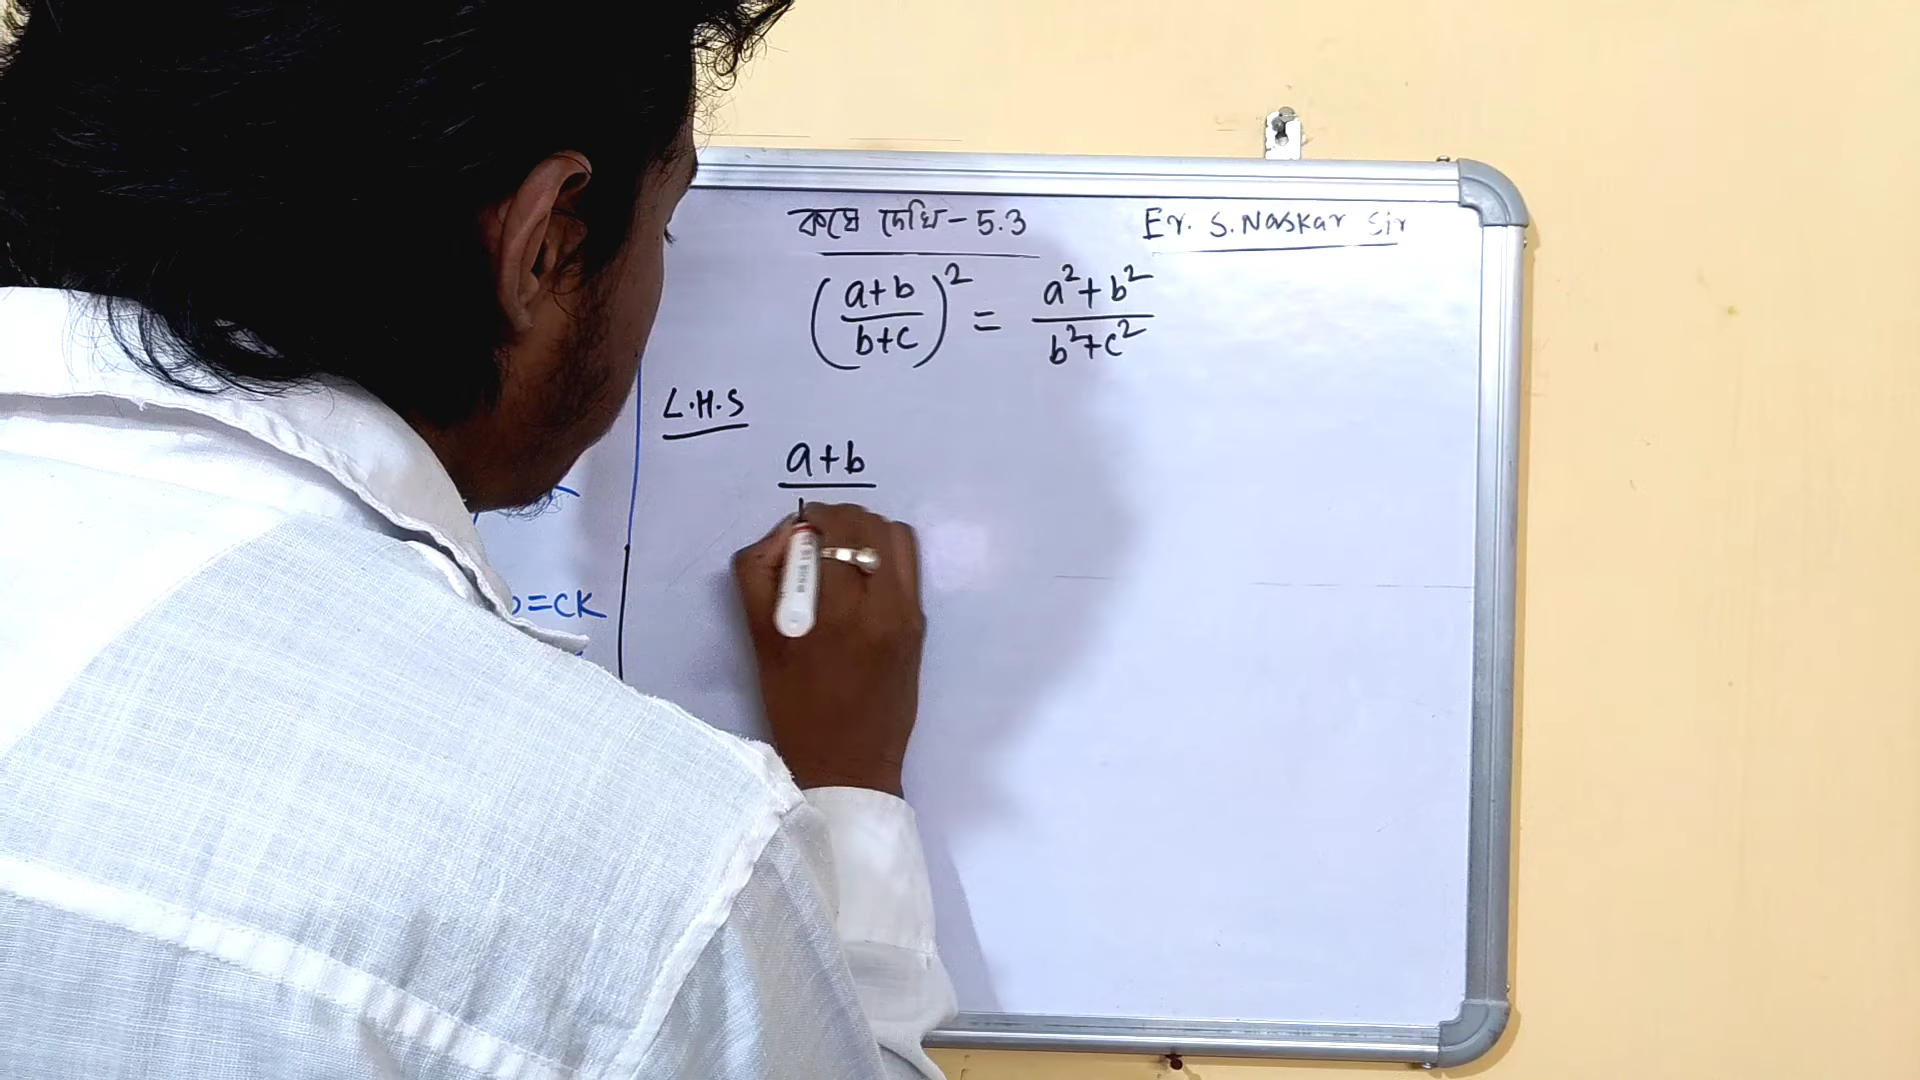 কষে দেখি - 5.3
Er. S. Naskar Sir
(a+b / b+c)² = a²+b² / b²+c²
L.H.S
a+b
=CK